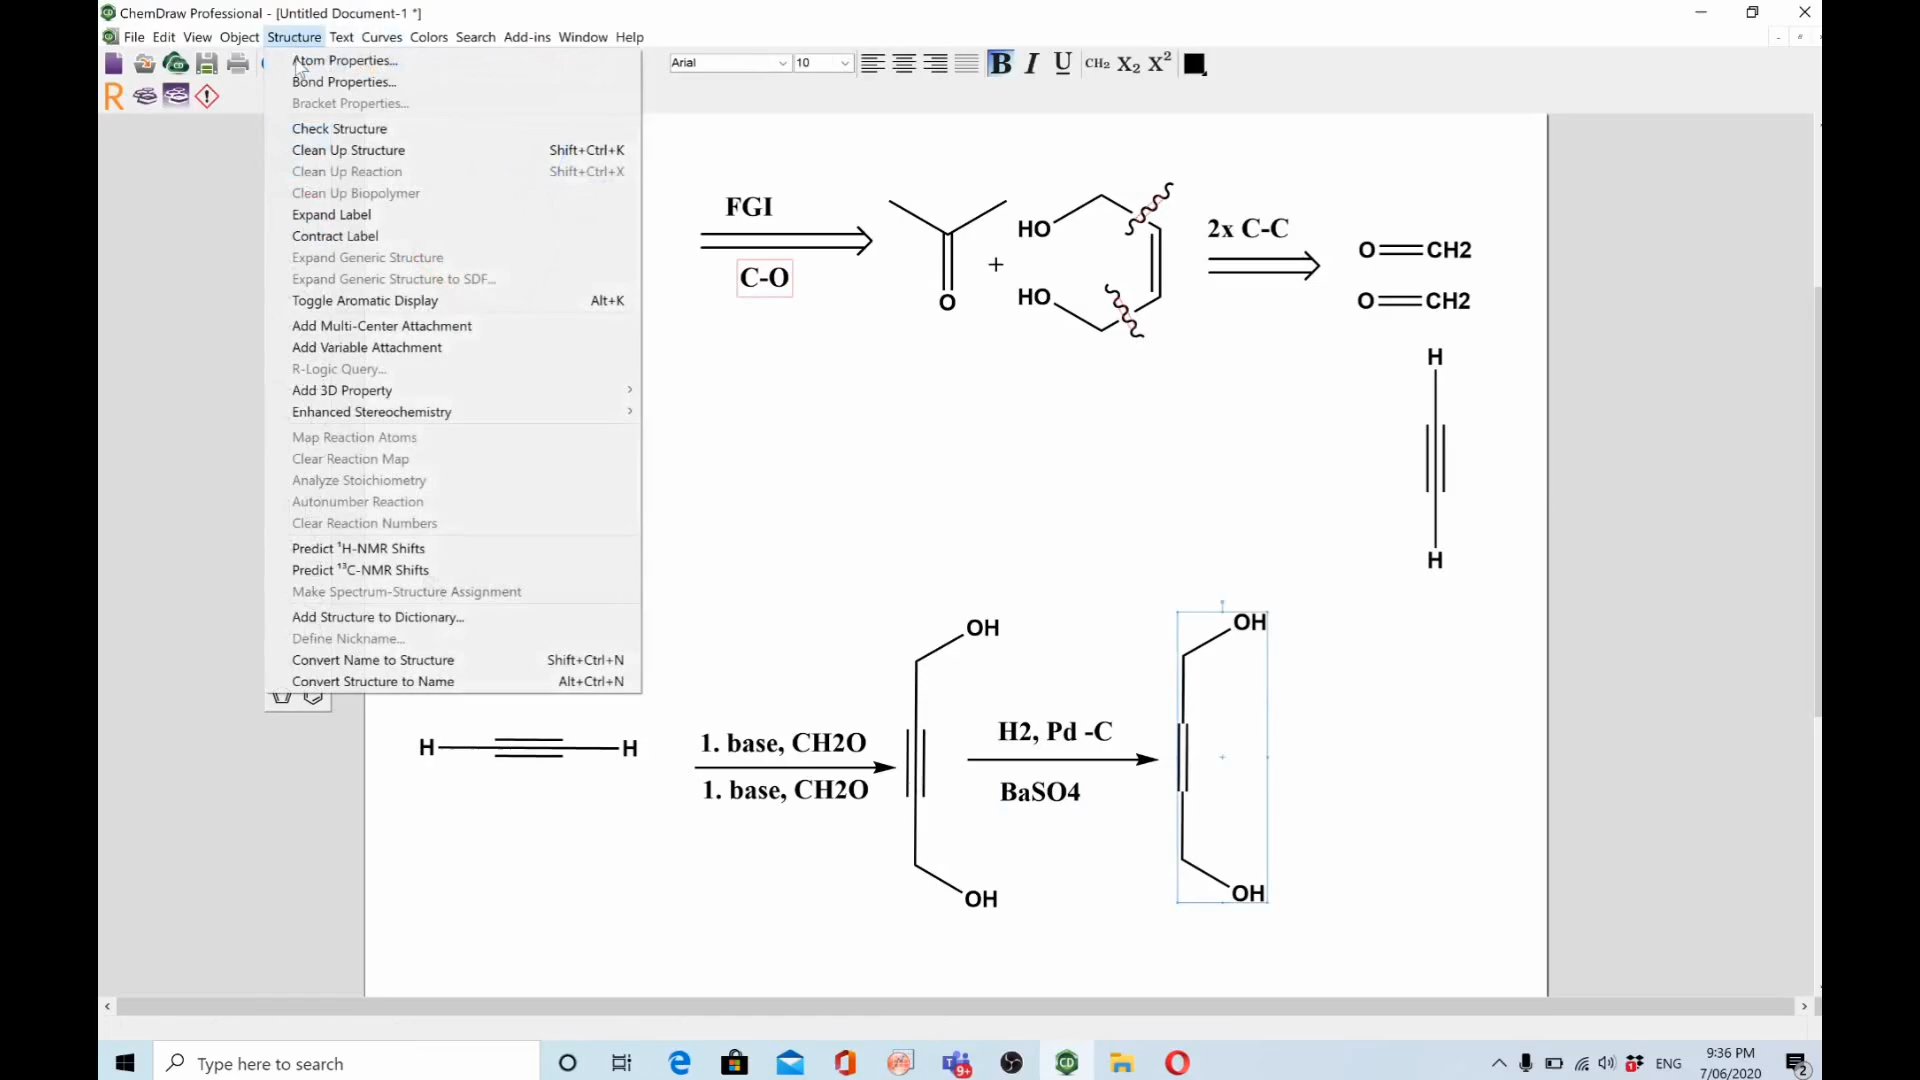 ChemDraw Professional - [Untitled Document-1 *]
File Edit View Object Structure Text Curves Colors Search Add-ins Window Help
Arial 10 B I U CH2 X2 X2
R
Atom Properties...
Bond Properties...
Bracket Properties...
Check Structure
Clean Up Structure Shift+Ctrl+K
Clean Up Reaction Shift+Ctrl+X
Clean Up Biopolymer
Expand Label
Contract Label
Expand Generic Structure
Expand Generic Structure to SDF...
Toggle Aromatic Display Alt+K
Add Multi-Center Attachment
Add Variable Attachment
R-Logic Query...
Add 3D Property
Enhanced Stereochemistry
Map Reaction Atoms
Clear Reaction Map
Analyze Stoichiometry
Autonumber Reaction
Clear Reaction Numbers
Predict ¹H-NMR Shifts
Predict ¹³C-NMR Shifts
Make Spectrum-Structure Assignment
Add Structure to Dictionary...
Define Nickname...
Convert Name to Structure Shift+Ctrl+N
Convert Structure to Name Alt+Ctrl+N
FGI
C-O
O
+
HO
HO
2x C-C
O CH2
O CH2
H
H
H H
1. base, CH2O
1. base, CH2O
OH
OH
H2, Pd -C
BaSO4
OH
OH
Type here to search
9+
CD
ENG
9:36 PM
7/06/2020
2